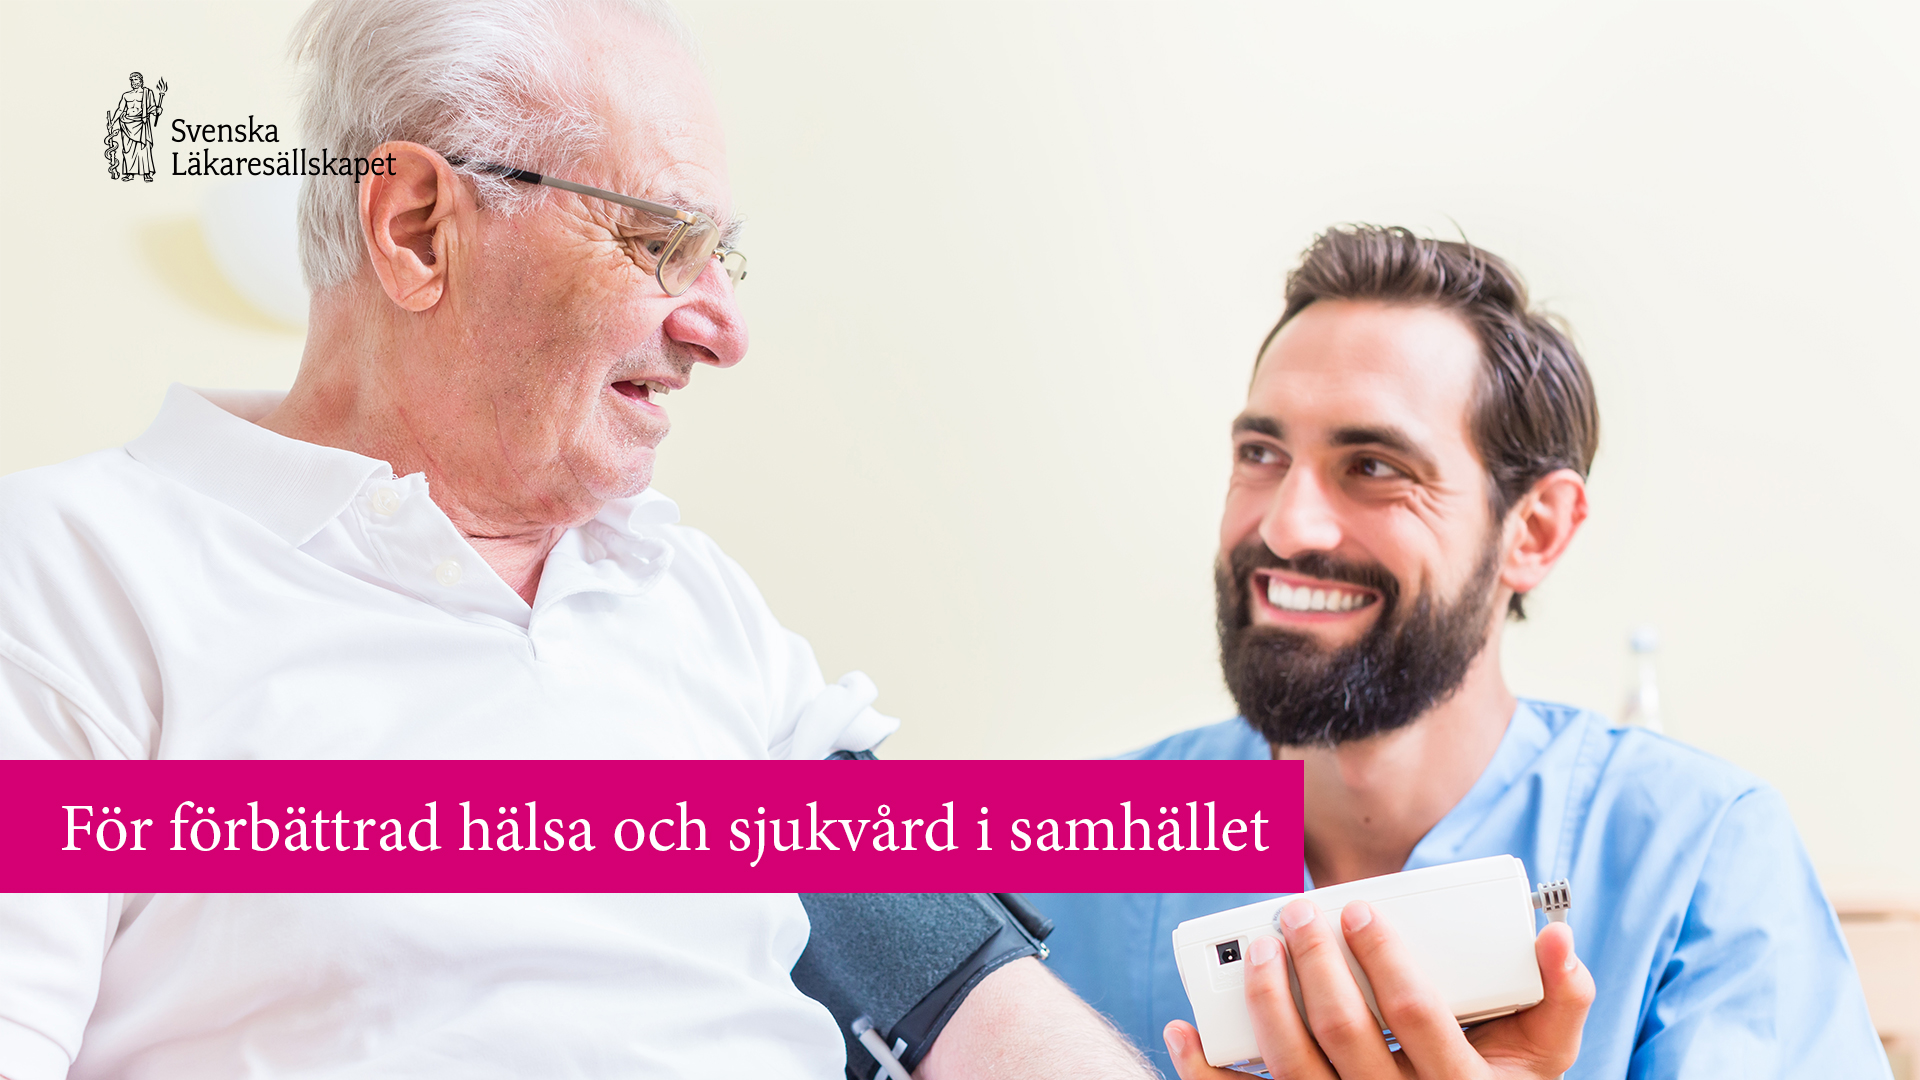 Svenska
Läkaresällskapet
För förbättrad hälsa och sjukvård i samhället